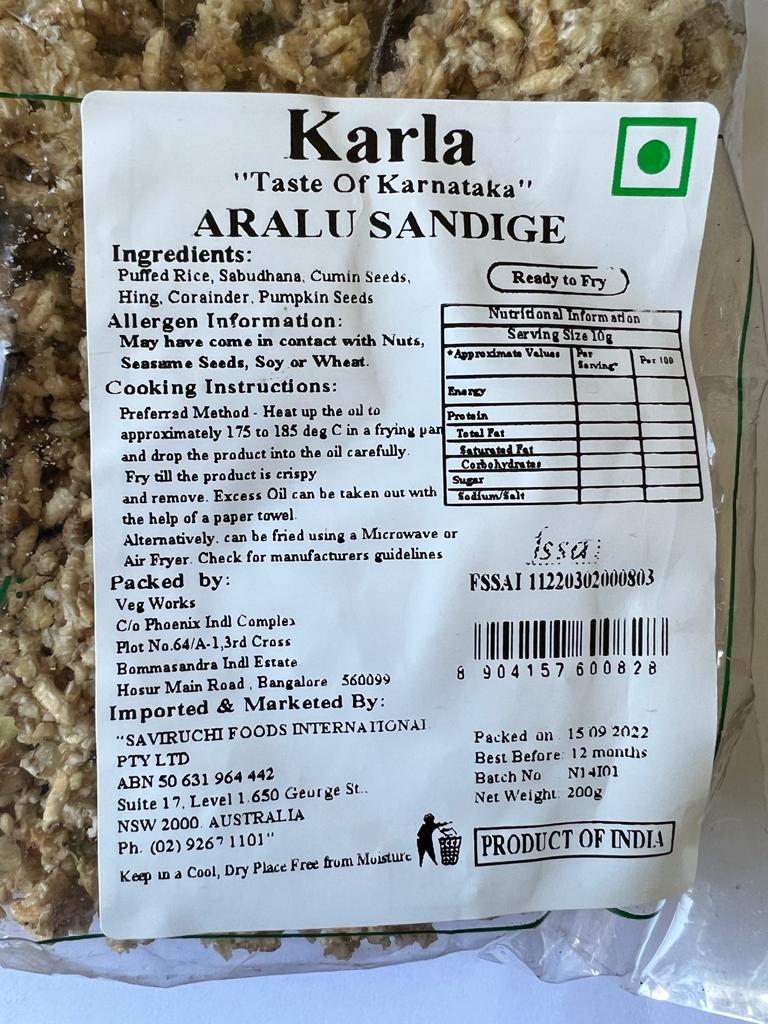 Karla
"Taste Of Karnataka"
ARALU SANDIGE
Ingredients:
Puffed Rice, Sabudhana, Cumin Seeds,
Hing, Corainder, Pumpkin Seeds
Ready to Fry
Allergen Information:
May have come in contact with Nuts,
Seasame Seeds, Soy or Wheat.
Nutritional Information
Serving Size 10g
*Approximate Values Per Serving* Per 100
Energy
Protein
Total Fat
Saturated Fat
Corbohydrates
Sugar
Sodium/Salt
Cooking Instructions:
Preferred Method - Heat up the oil to
approximately 175 to 185 deg C in a frying pan
and drop the product into the oil carefully.
Fry till the product is crispy
and remove. Excess Oil can be taken out with
the help of a paper towel.
Alternatively, can be fried using a Microwave or
Air Fryer. Check for manufacturers guidelines
fssai
FSSAI 11220302000803
8 904157 600828
Packed by:
Veg Works
C/o Phoenix Indl Complex
Plot No.64/A-1,3rd Cross
Bommasandra Indl Estate
Hosur Main Road, Bangalore 560099
Imported & Marketed By:
"SAVIRUCHI FOODS INTERNATIONAL
PTY LTD
ABN 50 631 964 442
Suite 17, Level 1,650 George St..
NSW 2000. AUSTRALIA
Ph. (02) 9267 1101"
Keep in a Cool, Dry Place Free from Moisture
Packed on 15 09 2022
Best Before: 12 months
Batch No N14I01
Net Weight: 200g
PRODUCT OF INDIA